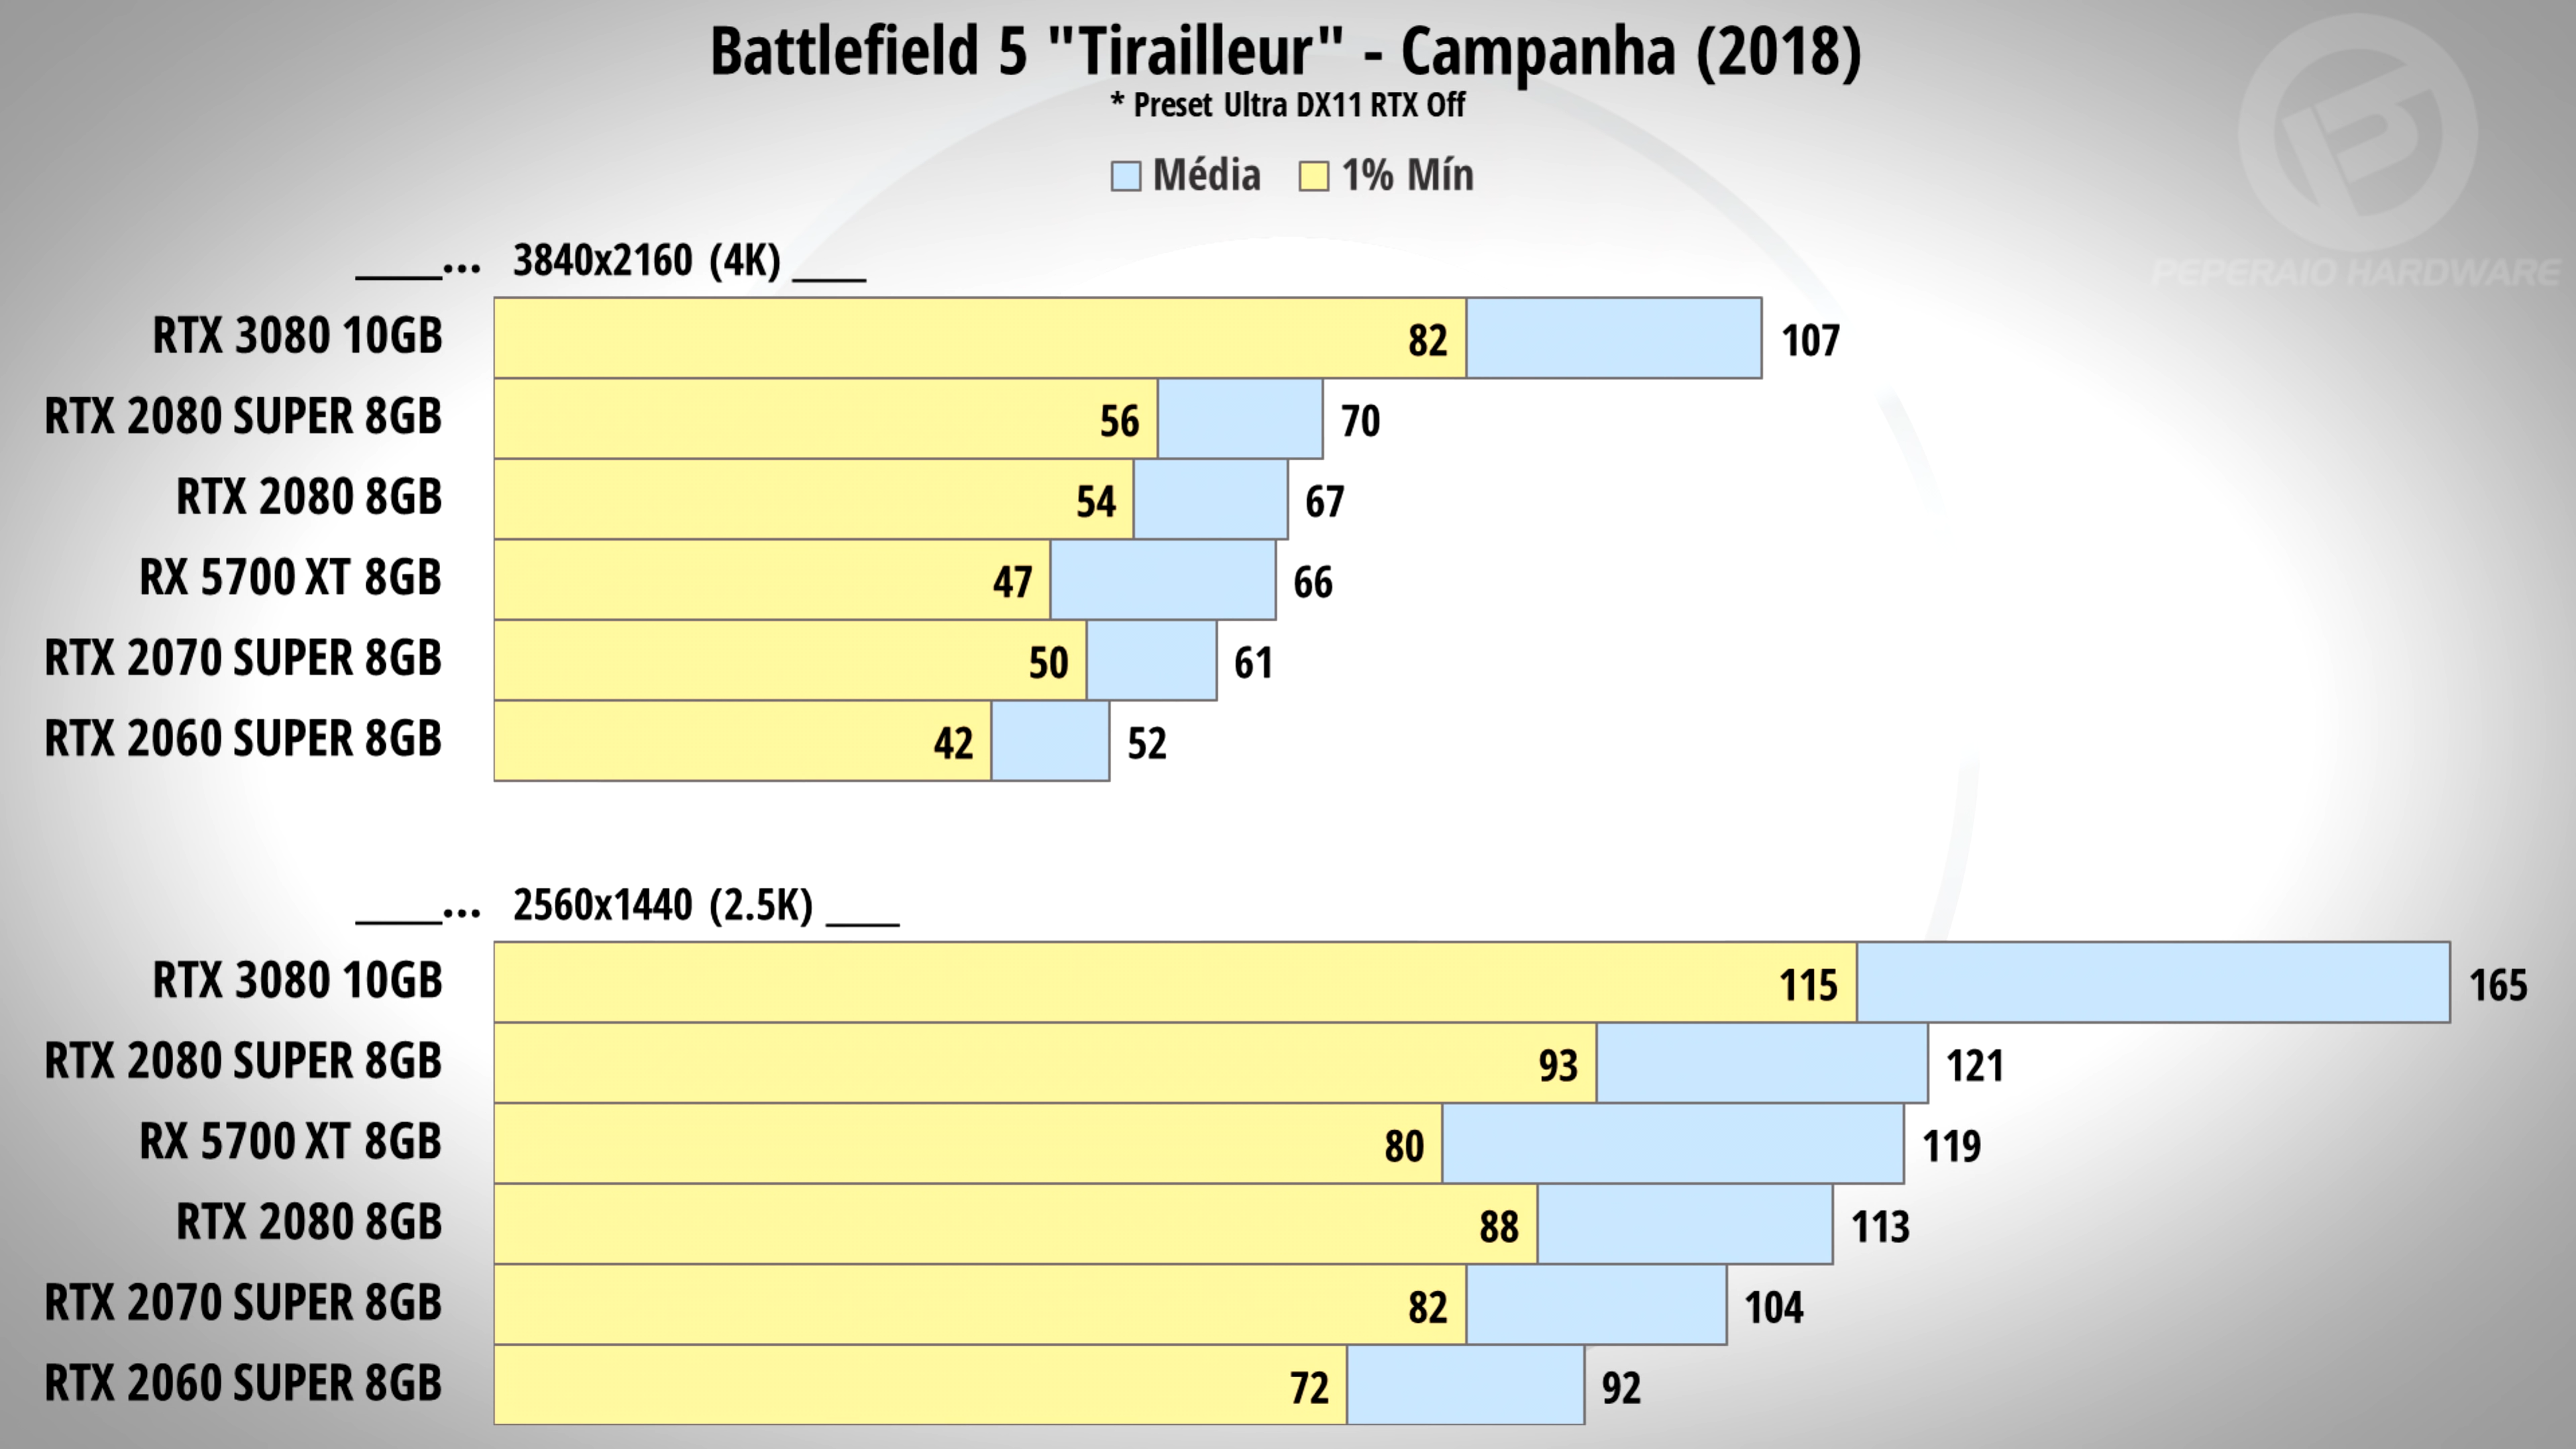 Battlefield 5 "Tirailleur" - Campanha (2018)
* Preset Ultra DX11 RTX Off
Média 1% Mín
PEPERAIO HARDWARE
____... 3840x2160 (4K) ____
RTX 3080 10GB 82 107
RTX 2080 SUPER 8GB 56 70
RTX 2080 8GB 54 67
RX 5700 XT 8GB 47 66
RTX 2070 SUPER 8GB 50 61
RTX 2060 SUPER 8GB 42 52
____... 2560x1440 (2.5K) ____
RTX 3080 10GB 115 165
RTX 2080 SUPER 8GB 93 121
RX 5700 XT 8GB 80 119
RTX 2080 8GB 88 113
RTX 2070 SUPER 8GB 82 104
RTX 2060 SUPER 8GB 72 92